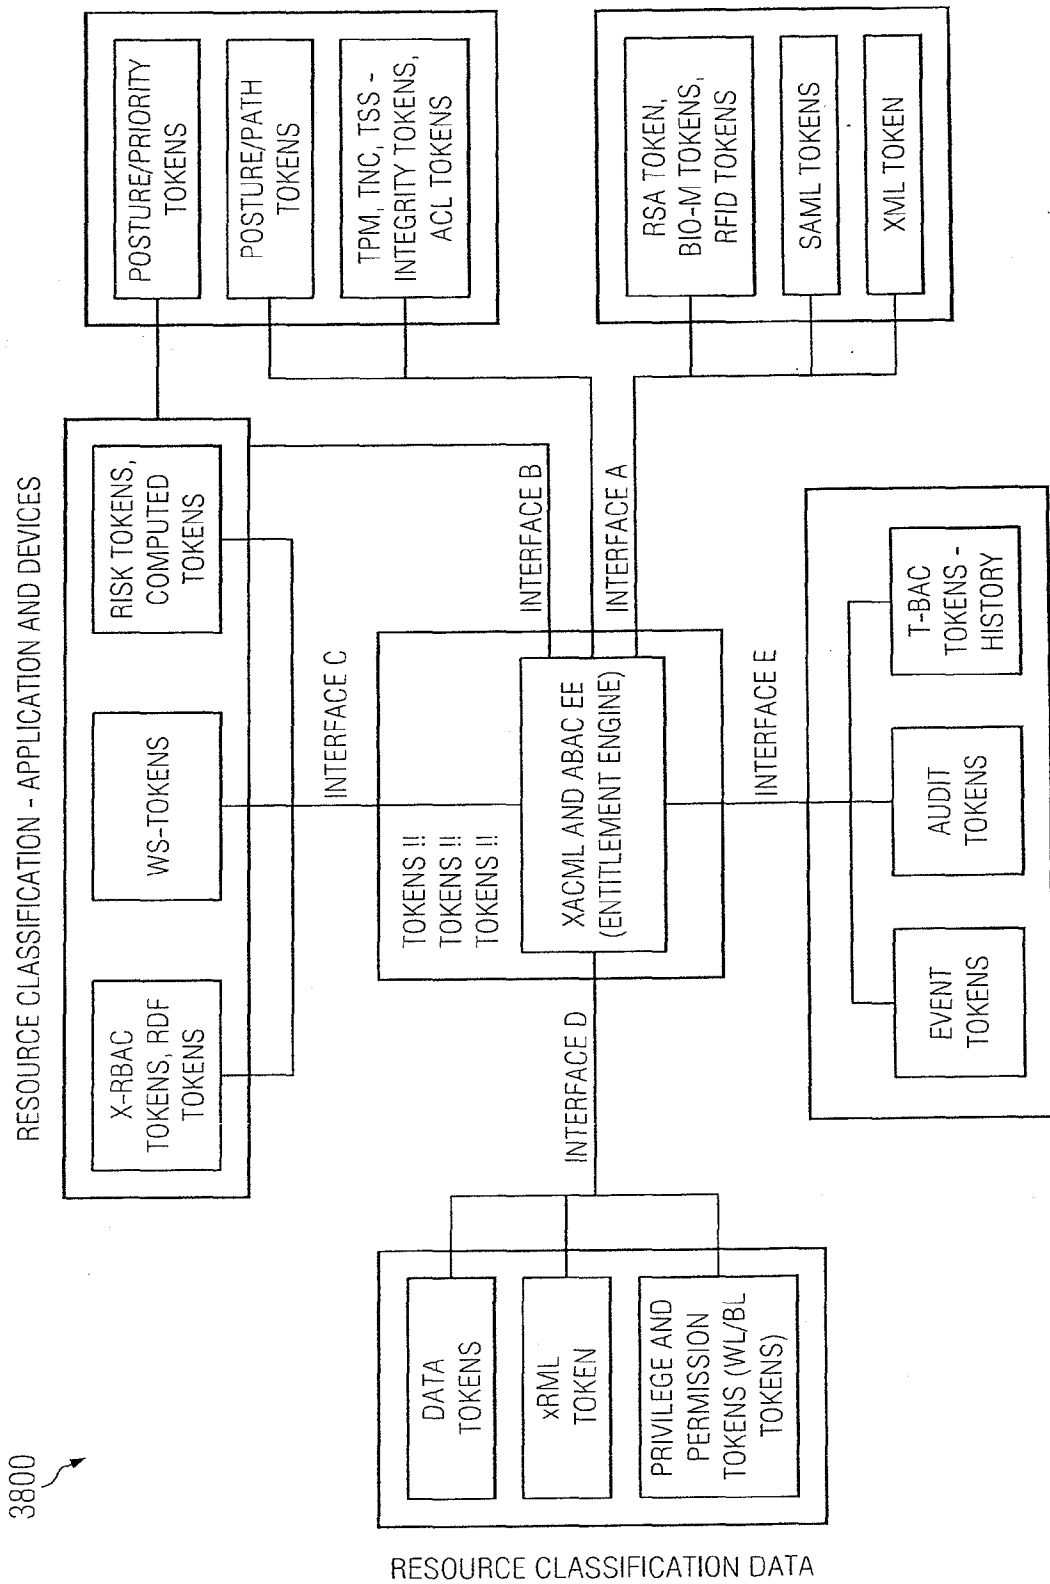 3800
RESOURCE CLASSIFICATION - APPLICATION AND DEVICES
X-RBAC
TOKENS, RDF
TOKENS
WS-TOKENS
RISK TOKENS,
COMPUTED
TOKENS
POSTURE/PRIORITY
TOKENS
POSTURE/PATH
TOKENS
TPM, TNC, TSS -
INTEGRITY TOKENS,
ACL TOKENS
INTERFACE C
INTERFACE B
INTERFACE A
TOKENS !!
TOKENS !!
TOKENS !!
XACML AND ABAC EE
(ENTITLEMENT ENGINE)
RSA TOKEN,
BIO-M TOKENS,
RFID TOKENS
SAML TOKENS
XML TOKEN
INTERFACE D
DATA
TOKENS
xRML
TOKEN
PRIVILEGE AND
PERMISSION
TOKENS (WL/BL
TOKENS)
RESOURCE CLASSIFICATION DATA
INTERFACE E
EVENT
TOKENS
AUDIT
TOKENS
T-BAC
TOKENS -
HISTORY